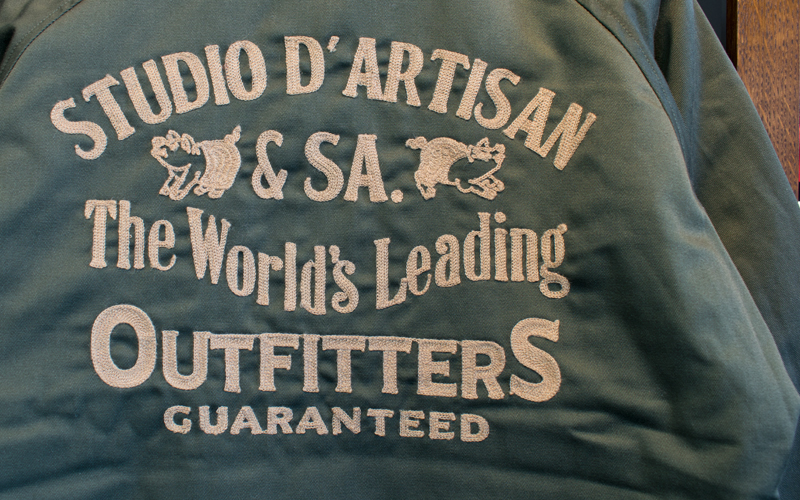 STUDIO D'ARTISAN
& SA.
The World's Leading
OUTFITTERS
GUARANTEED